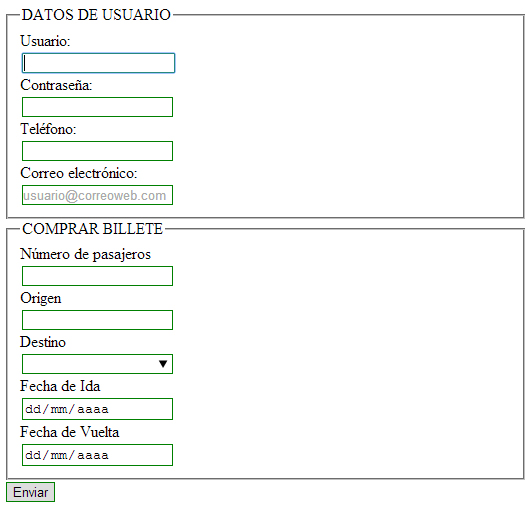 DATOS DE USUARIO
Usuario:
Contraseña:
Teléfono:
Correo electrónico:
usuario@correoweb.com
COMPRAR BILLETE
Número de pasajeros
Origen
Destino
Fecha de Ida
dd/mm/aaaa
Fecha de Vuelta
dd/mm/aaaa
Enviar